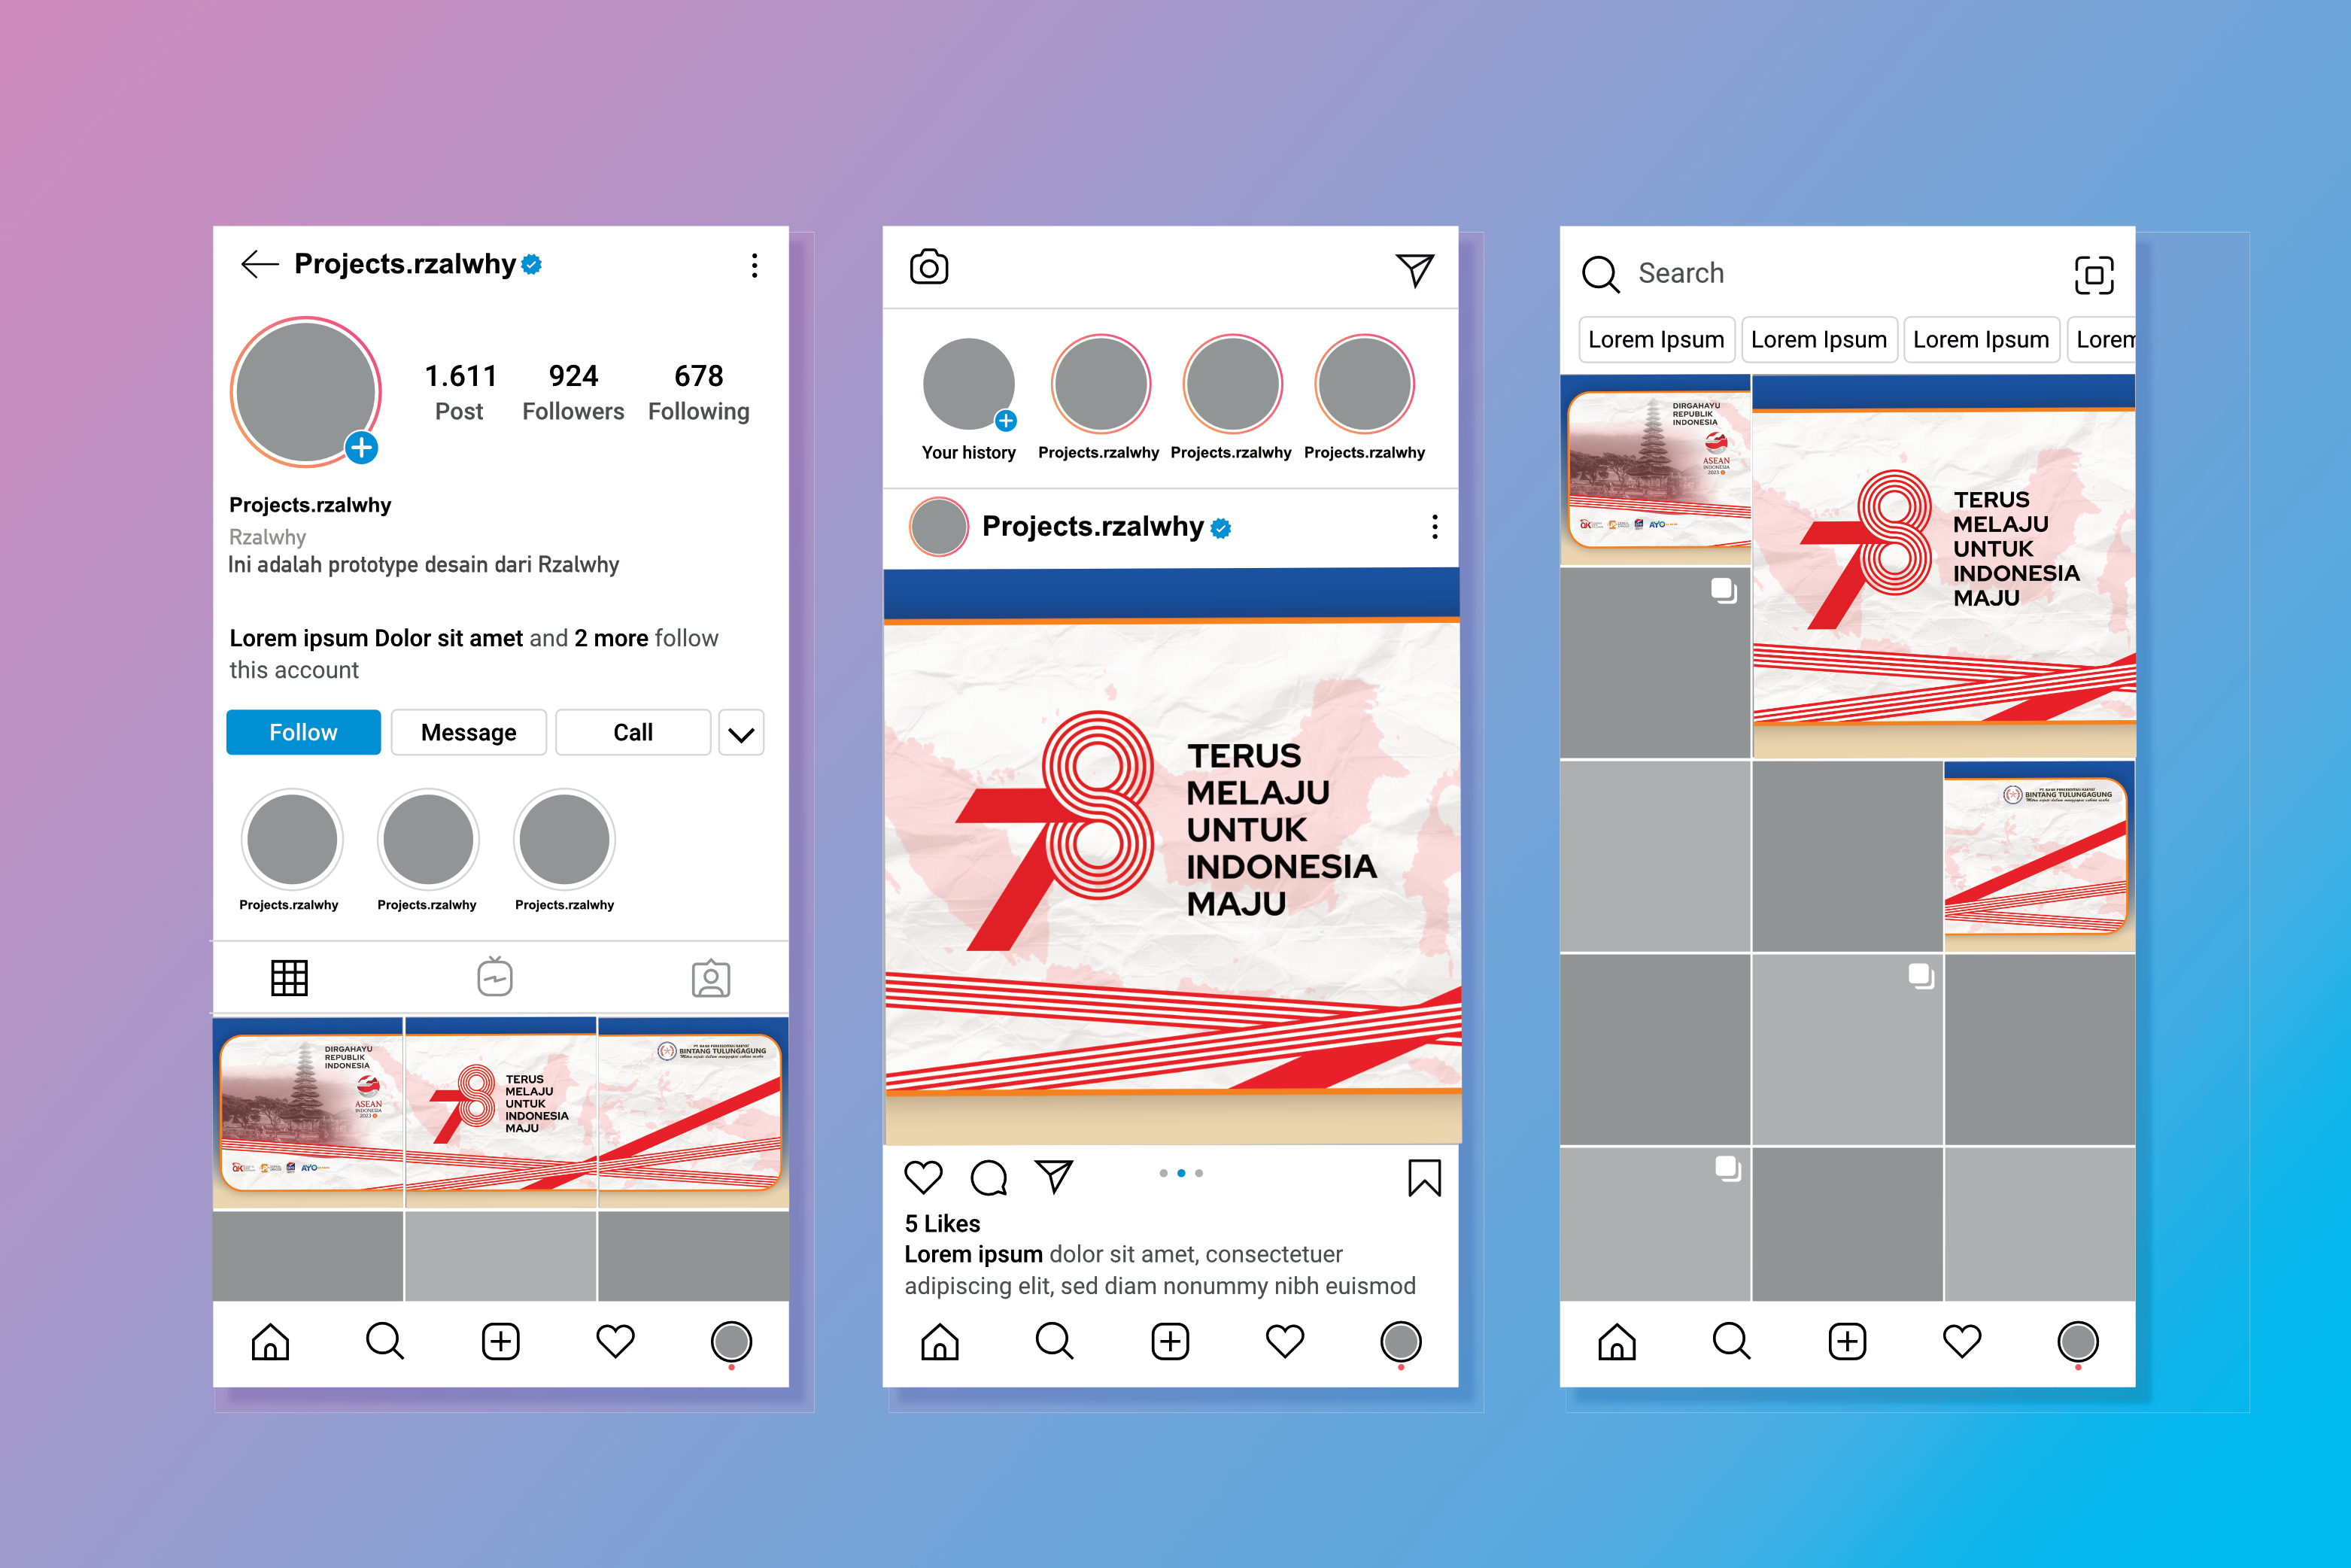 Projects.rzalwhy
1.611 924 678
Post Followers Following
Projects.rzalwhy
Rzalwhy
Ini adalah prototype desain dari Rzalwhy
Lorem ipsum Dolor sit amet and 2 more follow
this account
Follow Message Call
Projects.rzalwhy Projects.rzalwhy Projects.rzalwhy
DIRGAHAYU
REPUBLIK
INDONESIA
ASEAN
INDONESIA
2023
AYO
78
TERUS
MELAJU
UNTUK
INDONESIA
MAJU
BINTANG TULUNGAGUNG
Your history Projects.rzalwhy Projects.rzalwhy Projects.rzalwhy
Projects.rzalwhy
78
TERUS
MELAJU
UNTUK
INDONESIA
MAJU
5 Likes
Lorem ipsum dolor sit amet, consectetuer
adipiscing elit, sed diam nonummy nibh euismod
Search
Lorem Ipsum Lorem Ipsum Lorem Ipsum Lorem
DIRGAHAYU
REPUBLIK
INDONESIA
ASEAN
INDONESIA
2023
AYO
78
TERUS
MELAJU
UNTUK
INDONESIA
MAJU
BINTANG TULUNGAGUNG